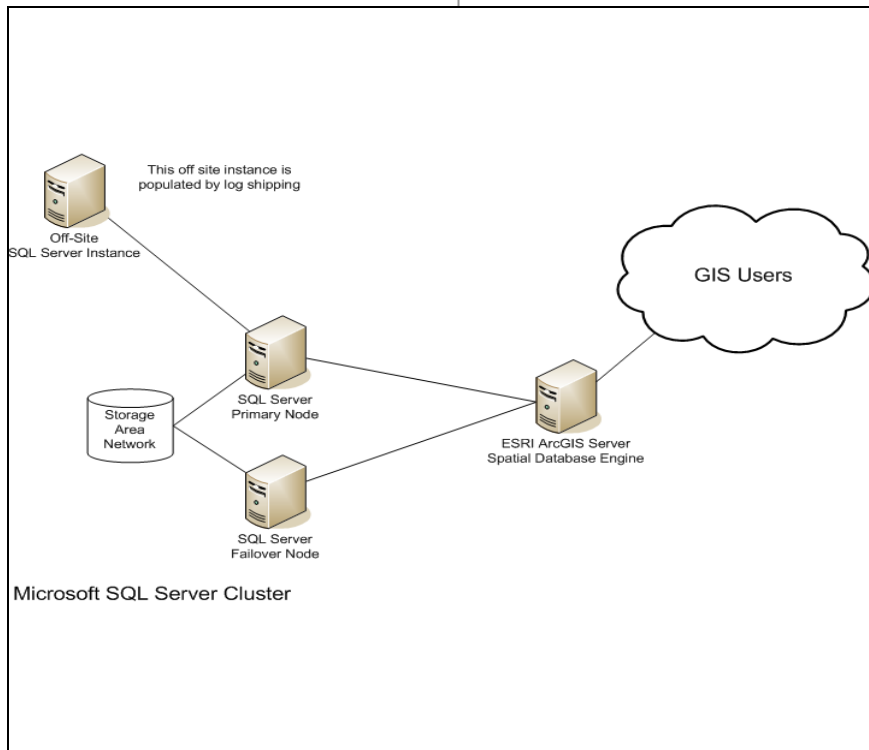 This off site instance is
populated by log shipping
Off-Site
SQL Server Instance
GIS Users
SQL Server
Primary Node
Storage
Area
Network
ESRI ArcGIS Server
Spatial Database Engine
SQL Server
Failover Node
Microsoft SQL Server Cluster